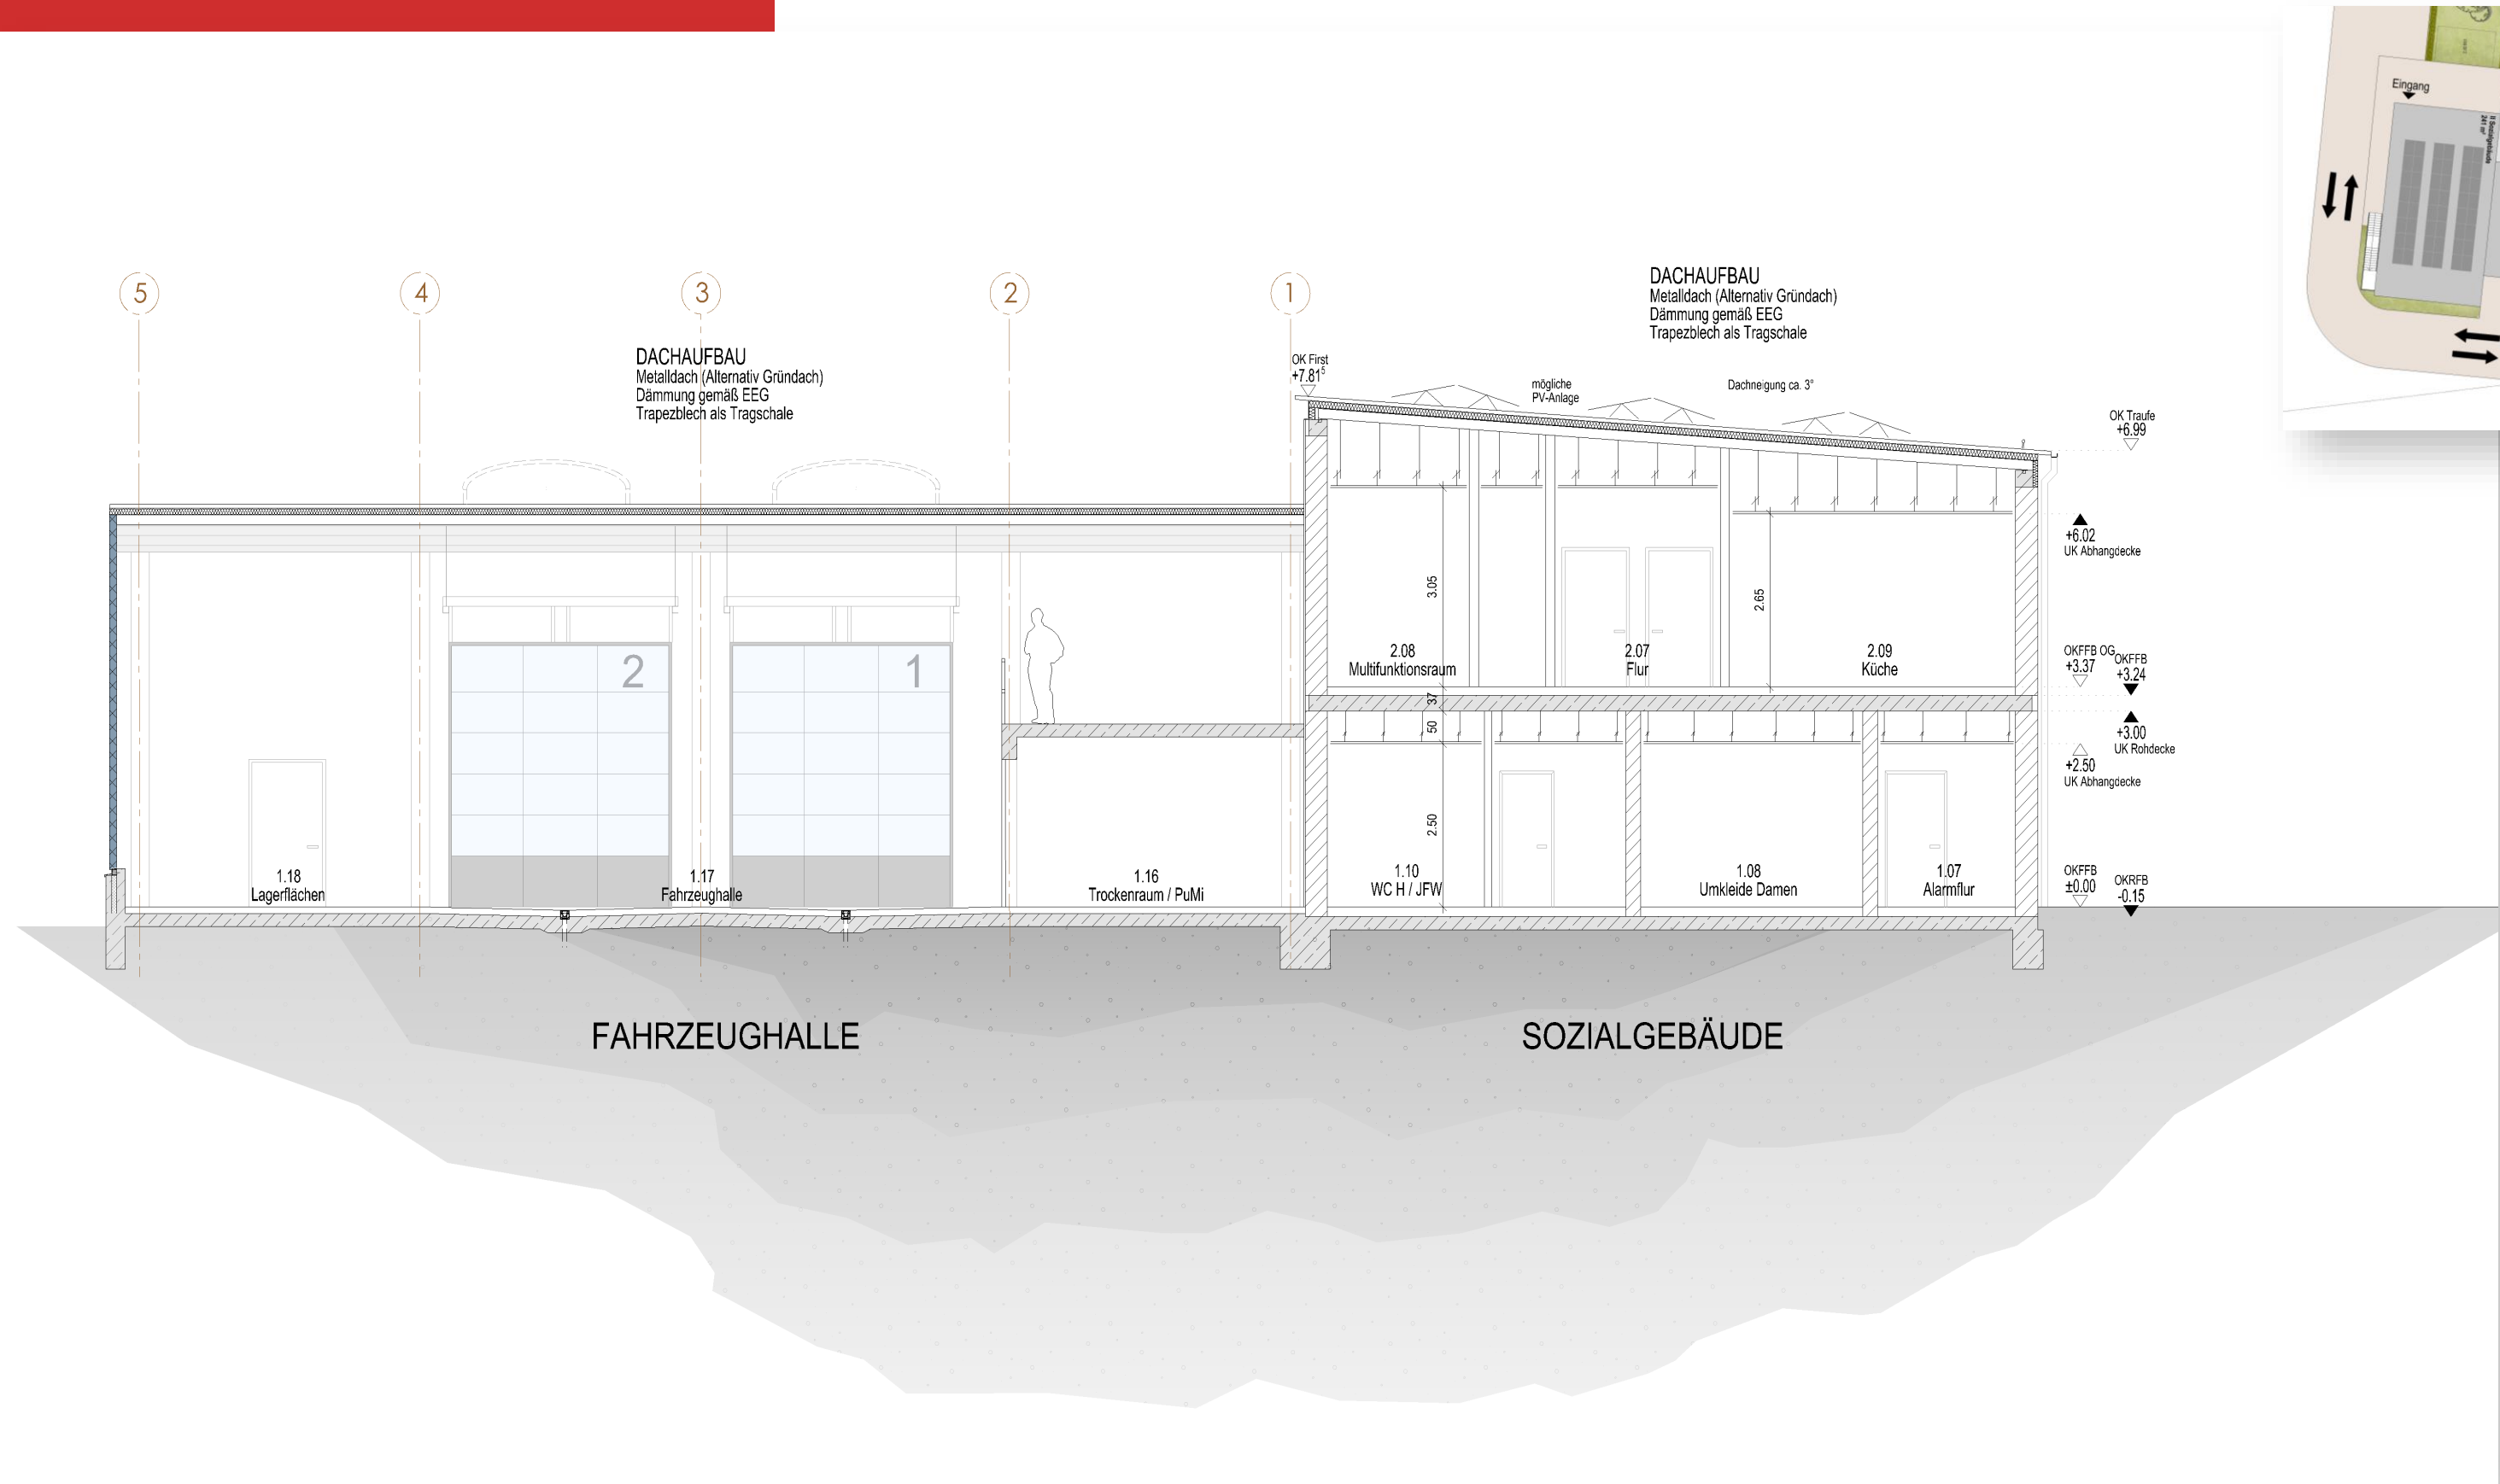 Eingang
II Sozialgebäude
241 m²
5
4
3
2
1
DACHAUFBAU
Metalldach (Alternativ Gründach)
Dämmung gemäß EEG
Trapezblech als Tragschale
DACHAUFBAU
Metalldach (Alternativ Gründach)
Dämmung gemäß EEG
Trapezblech als Tragschale
OK First
+7.81⁵
mögliche
PV-Anlage
Dachneigung ca. 3°
OK Traufe
+6.99
+6.02
UK Abhangdecke
3.05
2.65
2
1
2.08
Multifunktionsraum
2.07
Flur
2.09
Küche
OKFFB OG
+3.37
OKFFB
+3.24
37
50
+3.00
UK Rohdecke
+2.50
UK Abhangdecke
2.50
1.18
Lagerflächen
1.17
Fahrzeughalle
1.16
Trockenraum / PuMi
1.10
WC H / JFW
1.08
Umkleide Damen
1.07
Alarmflur
OKFFB
±0.00
OKRFB
-0.15
FAHRZEUGHALLE
SOZIALGEBÄUDE